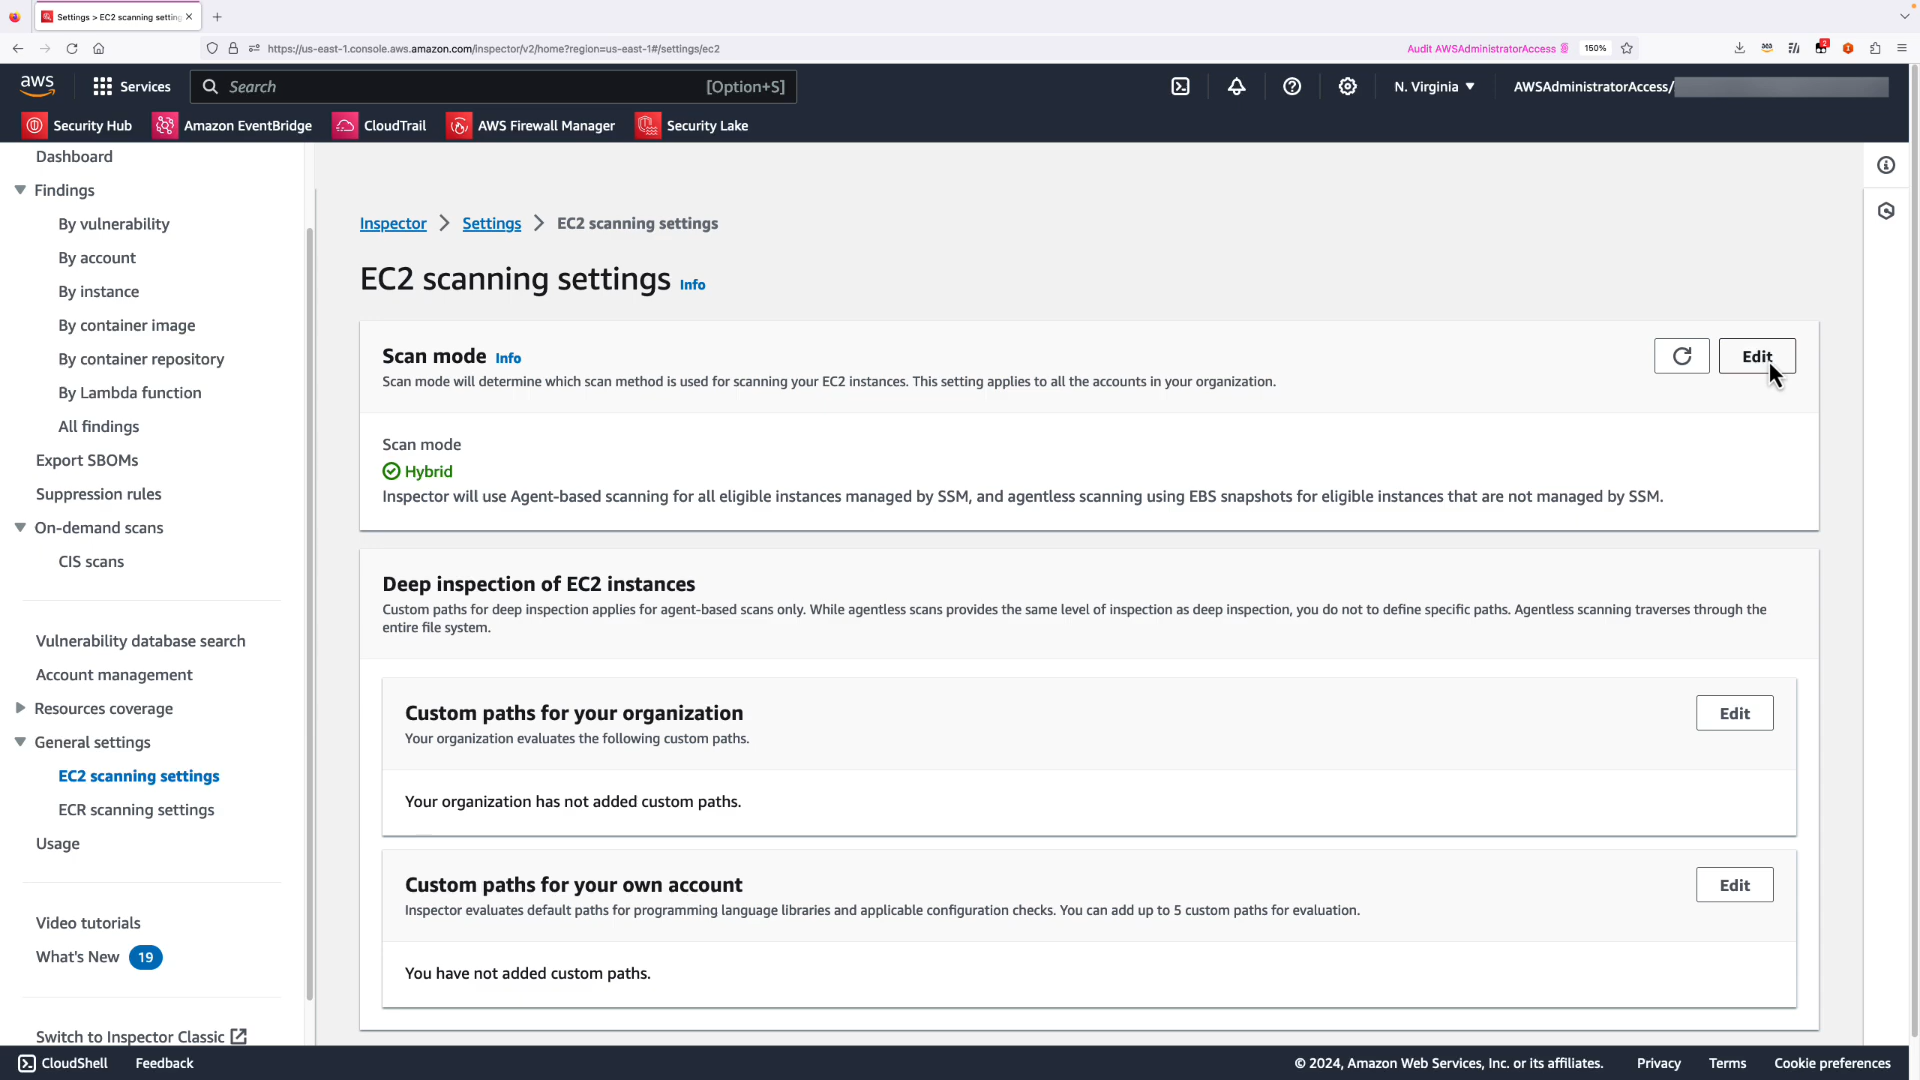 Settings > EC2 scanning setting
https://us-east-1.console.aws.amazon.com/inspector/v2/home?region=us-east-1#/settings/ec2
Audit AWSAdministratorAccess
150%
2
aws
Services
Search
[Option+S]
N. Virginia
AWSAdministratorAccess/
Security Hub
Amazon EventBridge
CloudTrail
AWS Firewall Manager
Security Lake
Dashboard
Findings
By vulnerability
By account
By instance
By container image
By container repository
By Lambda function
All findings
Export SBOMs
Suppression rules
On-demand scans
CIS scans
Vulnerability database search
Account management
Resources coverage
General settings
EC2 scanning settings
ECR scanning settings
Usage
Video tutorials
What's New 19
Switch to Inspector Classic
Inspector > Settings > EC2 scanning settings
EC2 scanning settings Info
Scan mode Info
Edit
Scan mode will determine which scan method is used for scanning your EC2 instances. This setting applies to all the accounts in your organization.
Scan mode
Hybrid
Inspector will use Agent-based scanning for all eligible instances managed by SSM, and agentless scanning using EBS snapshots for eligible instances that are not managed by SSM.
Deep inspection of EC2 instances
Custom paths for deep inspection applies for agent-based scans only. While agentless scans provides the same level of inspection as deep inspection, you do not to define specific paths. Agentless scanning traverses through the
entire file system.
Custom paths for your organization
Edit
Your organization evaluates the following custom paths.
Your organization has not added custom paths.
Custom paths for your own account
Edit
Inspector evaluates default paths for programming language libraries and applicable configuration checks. You can add up to 5 custom paths for evaluation.
You have not added custom paths.
CloudShell
Feedback
© 2024, Amazon Web Services, Inc. or its affiliates.
Privacy
Terms
Cookie preferences